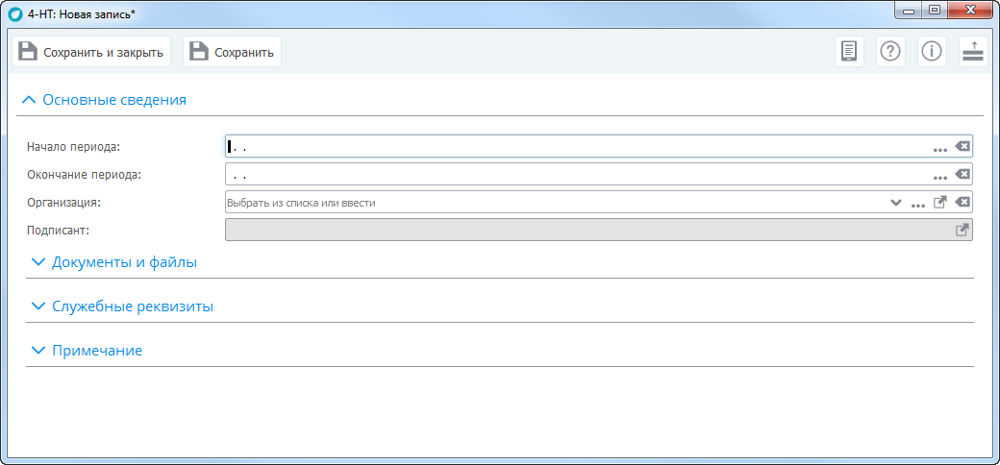 4-НТ: Новая запись*
Сохранить и закрыть
Сохранить
Основные сведения
Начало периода: . .
Окончание периода: . .
Организация: Выбрать из списка или ввести
Подписант:
Документы и файлы
Служебные реквизиты
Примечание